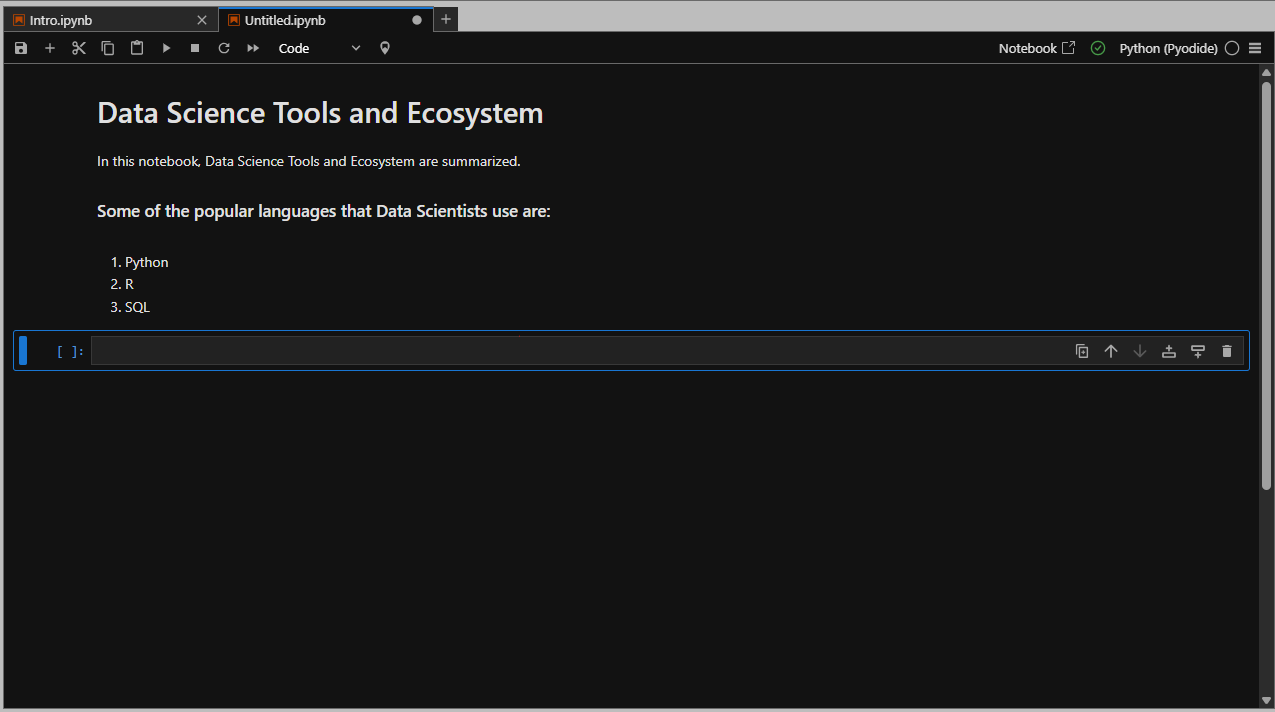 Intro.ipynb
Untitled.ipynb
Code
Notebook
Python (Pyodide)
Data Science Tools and Ecosystem
In this notebook, Data Science Tools and Ecosystem are summarized.
Some of the popular languages that Data Scientists use are:
1. Python
2. R
3. SQL
[ ]: